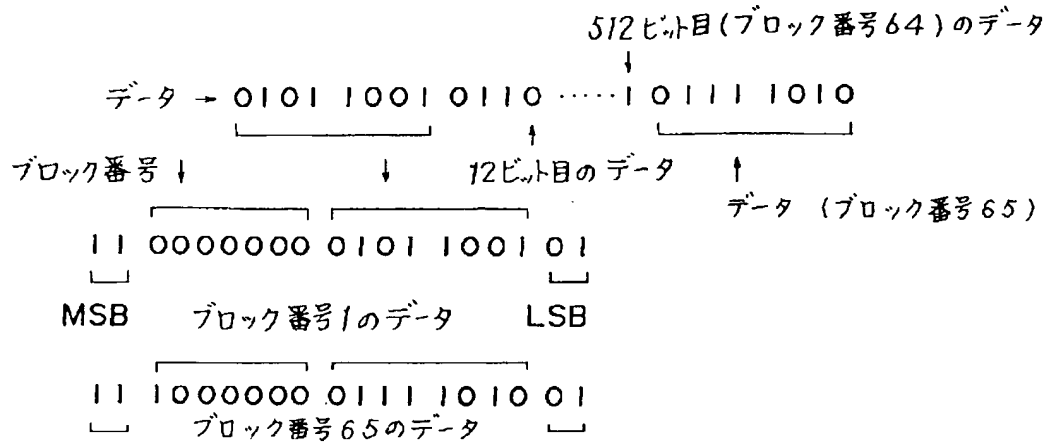 512ビット目(ブロック番号64)のデータ
データ → 0101 1001 0110 ····· 1 0111 1010
ブロック番号
12ビット目のデータ
データ (ブロック番号65)
11 0000000 0101 1001 01
MSB ブロック番号1のデータ LSB
11 1000000 0111 1010 01
ブロック番号65のデータ